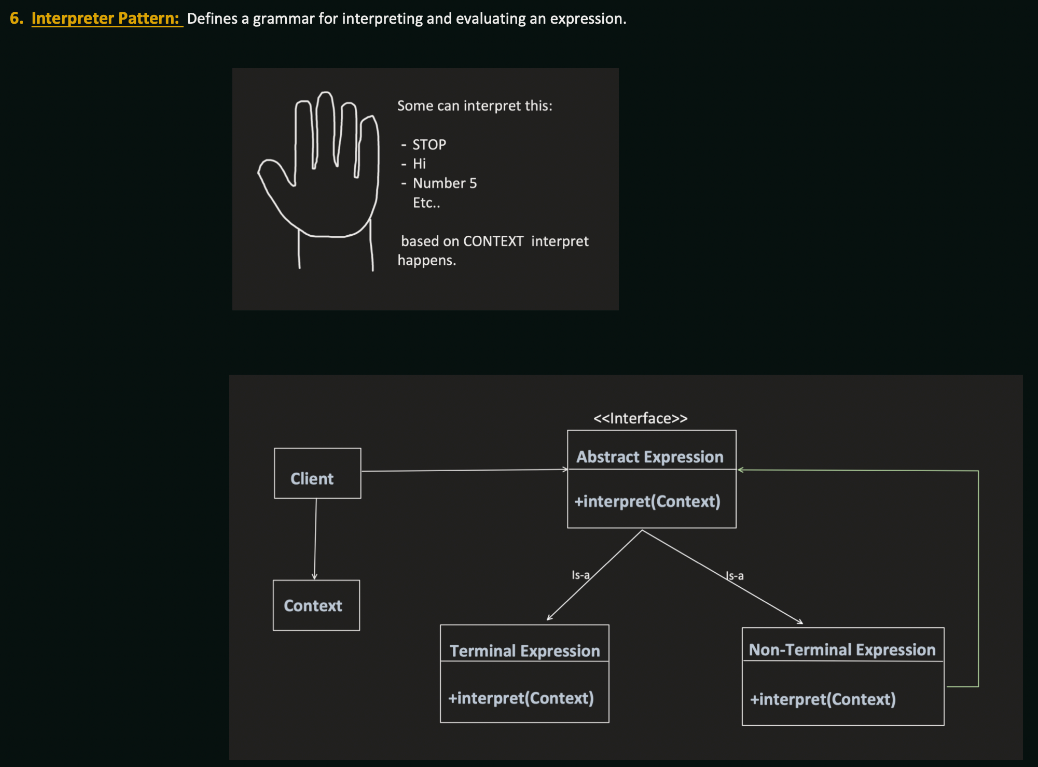 6. Interpreter Pattern: Defines a grammar for interpreting and evaluating an expression.
Some can interpret this:
- STOP
- Hi
- Number 5
Etc..
based on CONTEXT interpret
happens.
<<Interface>>
Abstract Expression
+interpret(Context)
Client
Context
Is-a
Is-a
Terminal Expression
+interpret(Context)
Non-Terminal Expression
+interpret(Context)